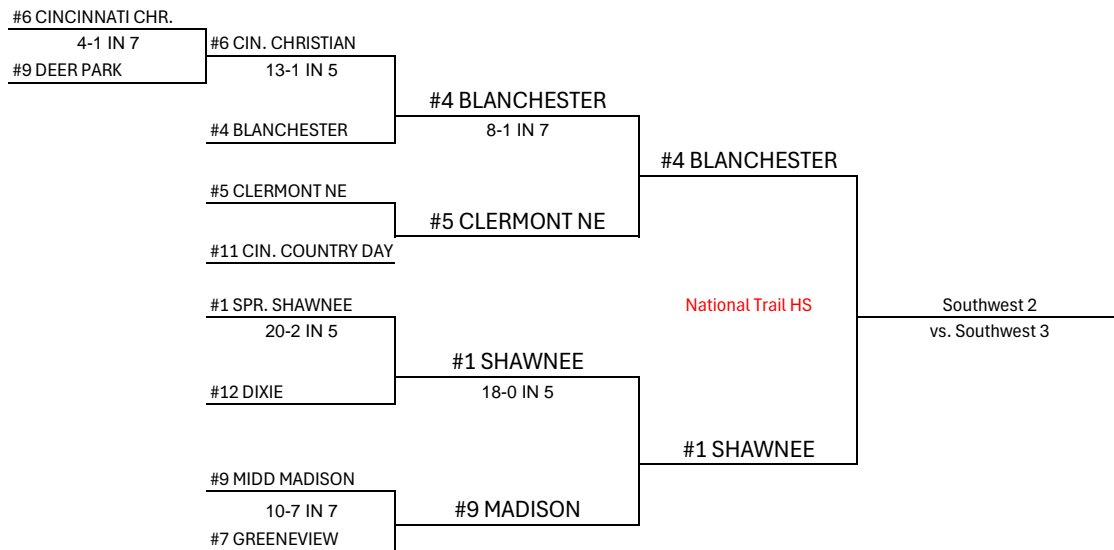 #6 CINCINNATI CHR.
4-1 IN 7
#9 DEER PARK
#6 CIN. CHRISTIAN
13-1 IN 5
#4 BLANCHESTER
#4 BLANCHESTER
8-1 IN 7
#5 CLERMONT NE
#5 CLERMONT NE
#11 CIN. COUNTRY DAY
#4 BLANCHESTER
#1 SPR. SHAWNEE
20-2 IN 5
#12 DIXIE
#1 SHAWNEE
18-0 IN 5
National Trail HS
Southwest 2
vs. Southwest 3
#1 SHAWNEE
#9 MIDD MADISON
10-7 IN 7
#7 GREENEVIEW
#9 MADISON